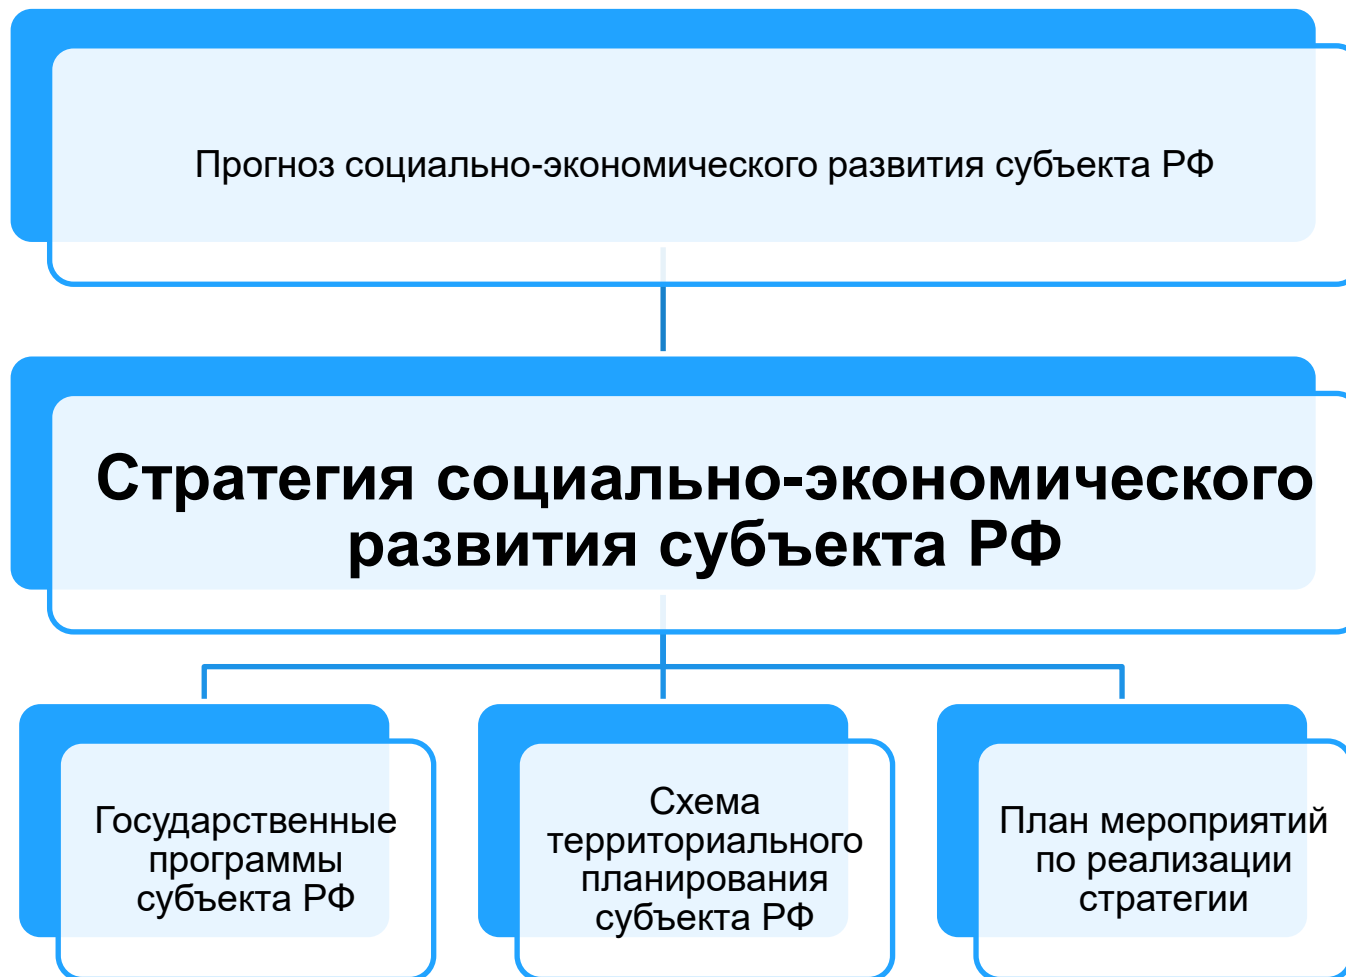 Прогноз социально-экономического развития субъекта РФ
Стратегия социально-экономического
развития субъекта РФ
Государственные
программы
субъекта РФ
Схема
территориального
планирования
субъекта РФ
План мероприятий
по реализации
стратегии